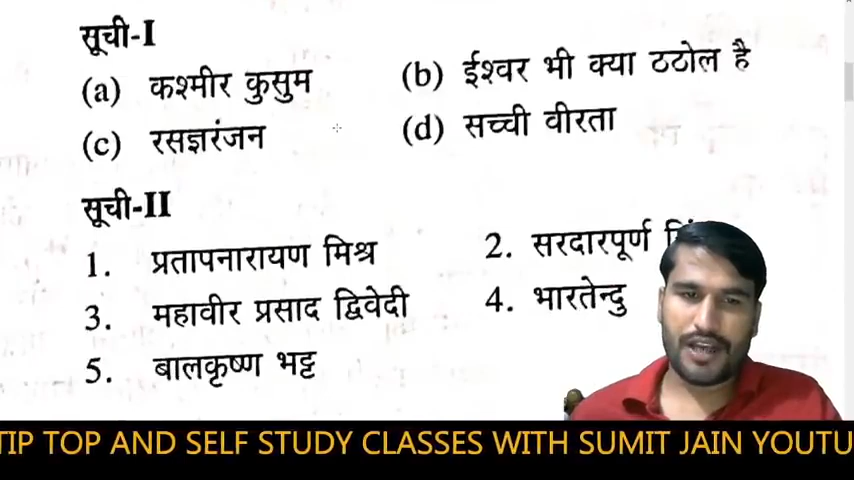 सूची-I
(a) कश्मीर कुसुम (b) ईश्वर भी क्या ठठोल है
(c) रसज्ञरंजन (d) सच्ची वीरता
सूची-II
1. प्रतापनारायण मिश्र 2. सरदारपूर्ण
3. महावीर प्रसाद द्विवेदी 4. भारतेन्दु
5. बालकृष्ण भट्ट
TIP TOP AND SELF STUDY CLASSES WITH SUMIT JAIN